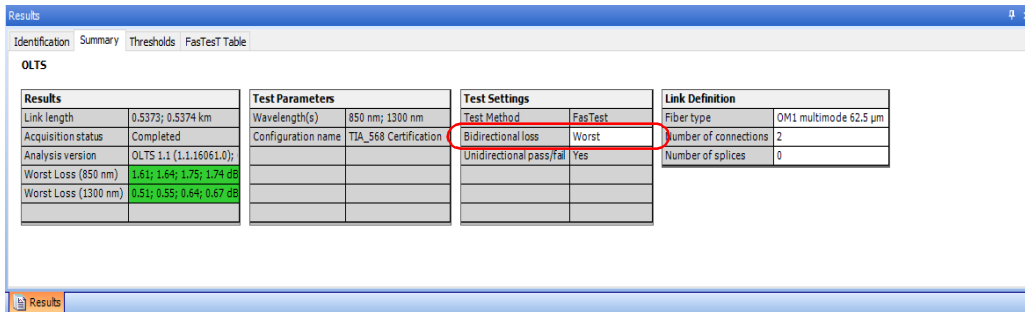 Results
Identification Summary Thresholds FasTesT Table
OLTS
Results
Link length 0.5373; 0.5374 km
Acquisition status Completed
Analysis version OLTS 1.1 (1.1.16061.0);
Worst Loss (850 nm) 1.61; 1.64; 1.75; 1.74 dB
Worst Loss (1300 nm) 0.51; 0.55; 0.64; 0.67 dB
Test Parameters
Wavelength(s) 850 nm; 1300 nm
Configuration name TIA_568 Certification
Test Settings
Test Method FasTest
Bidirectional loss Worst
Unidirectional pass/fail Yes
Link Definition
Fiber type OM1 multimode 62.5 µm
Number of connections 2
Number of splices 0
Results